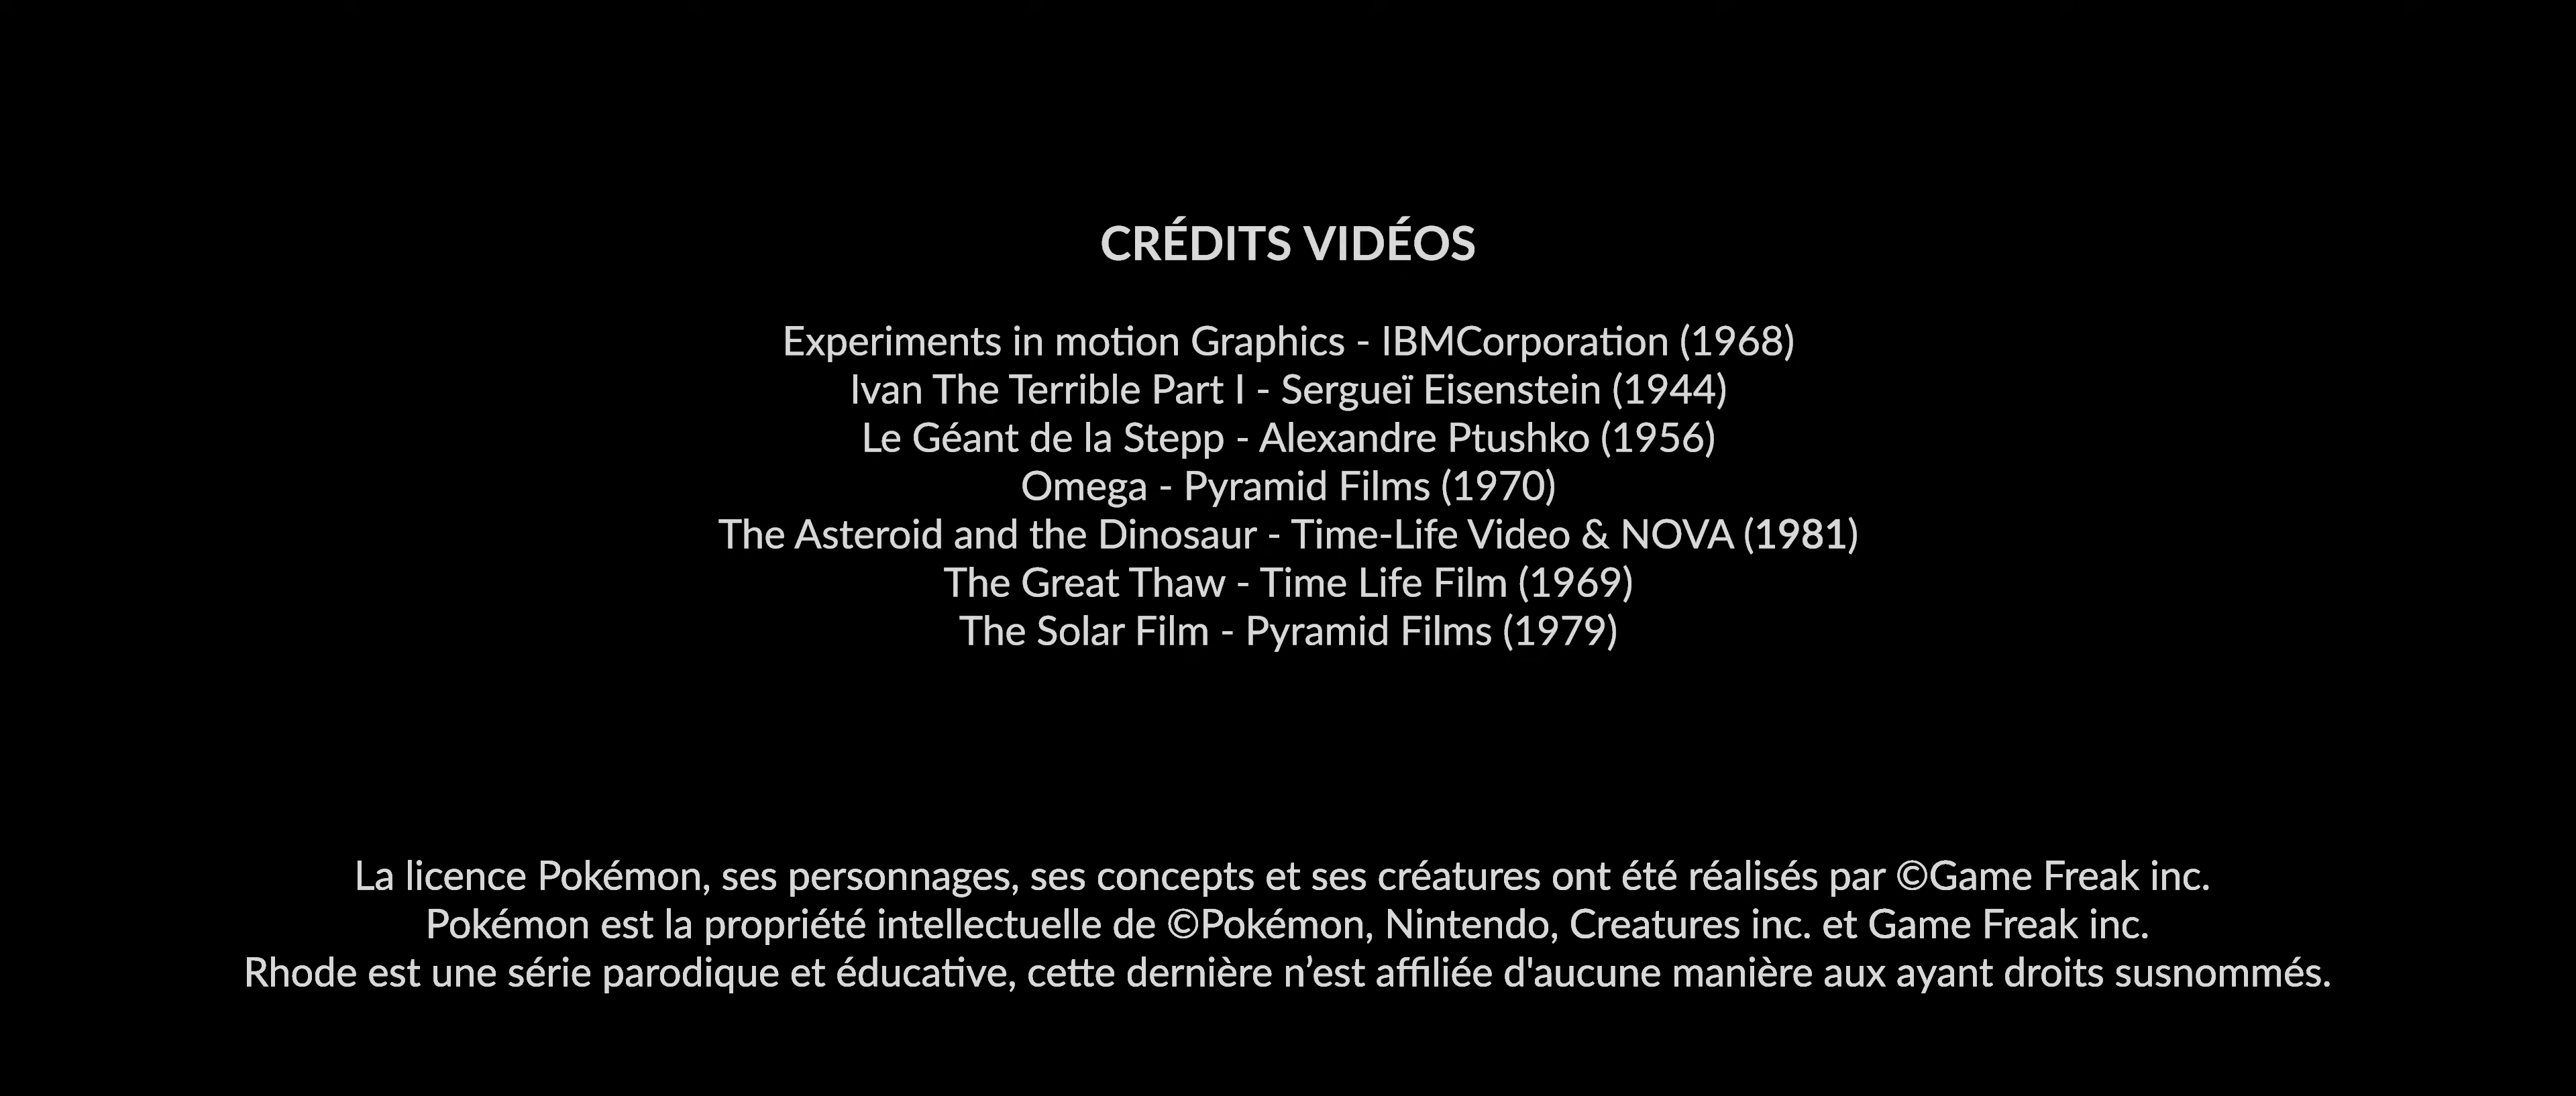 CRÉDITS VIDÉOS
Experiments in motion Graphics - IBMCorporation (1968)
Ivan The Terrible Part I - Sergueï Eisenstein (1944)
Le Géant de la Stepp - Alexandre Ptushko (1956)
Omega - Pyramid Films (1970)
The Asteroid and the Dinosaur - Time-Life Video & NOVA (1981)
The Great Thaw - Time Life Film (1969)
The Solar Film - Pyramid Films (1979)
La licence Pokémon, ses personnages, ses concepts et ses créatures ont été réalisés par ©Game Freak inc.
Pokémon est la propriété intellectuelle de ©Pokémon, Nintendo, Creatures inc. et Game Freak inc.
Rhode est une série parodique et éducative, cette dernière n’est affiliée d'aucune manière aux ayant droits susnommés.